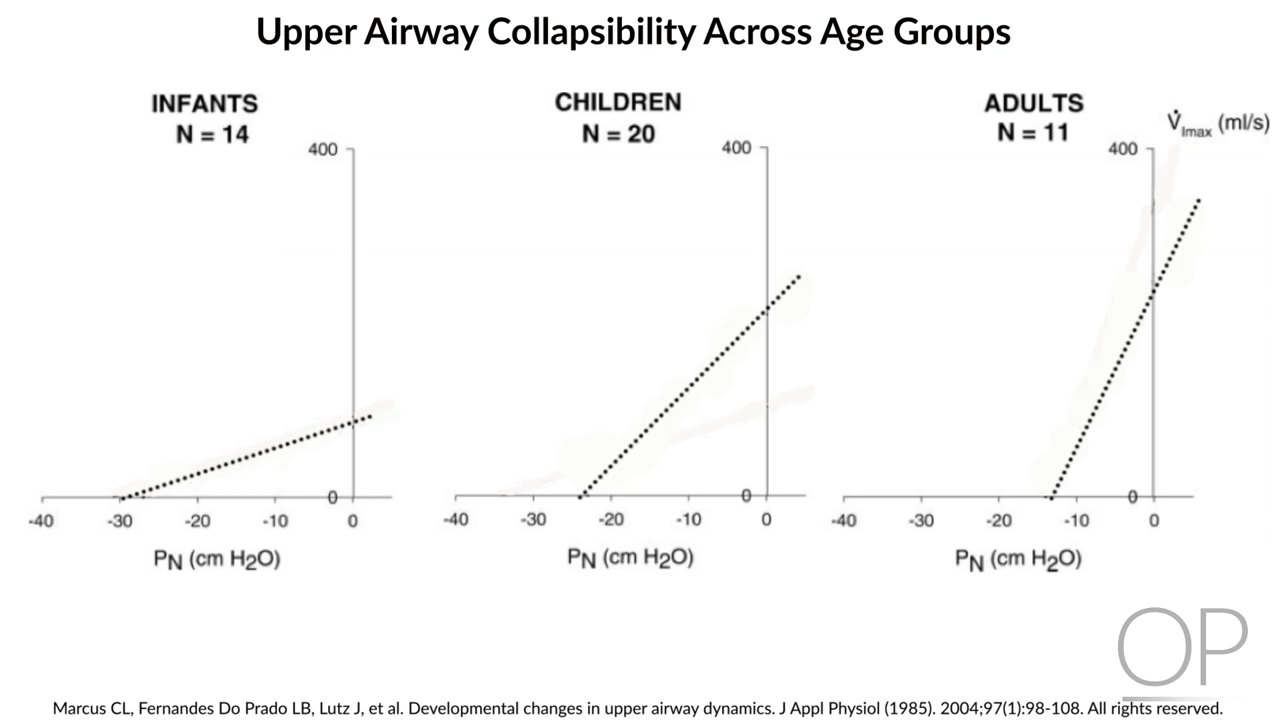 Upper Airway Collapsibility Across Age Groups
INFANTS
N = 14
400
0
-40 -30 -20 -10 0
PN (cm H2O)
CHILDREN
N = 20
400
0
-40 -30 -20 -10 0
PN (cm H2O)
ADULTS
N = 11
V̇Imax (ml/s)
400
0
-40 -30 -20 -10 0
PN (cm H2O)
OP
Marcus CL, Fernandes Do Prado LB, Lutz J, et al. Developmental changes in upper airway dynamics. J Appl Physiol (1985). 2004;97(1):98-108. All rights reserved.